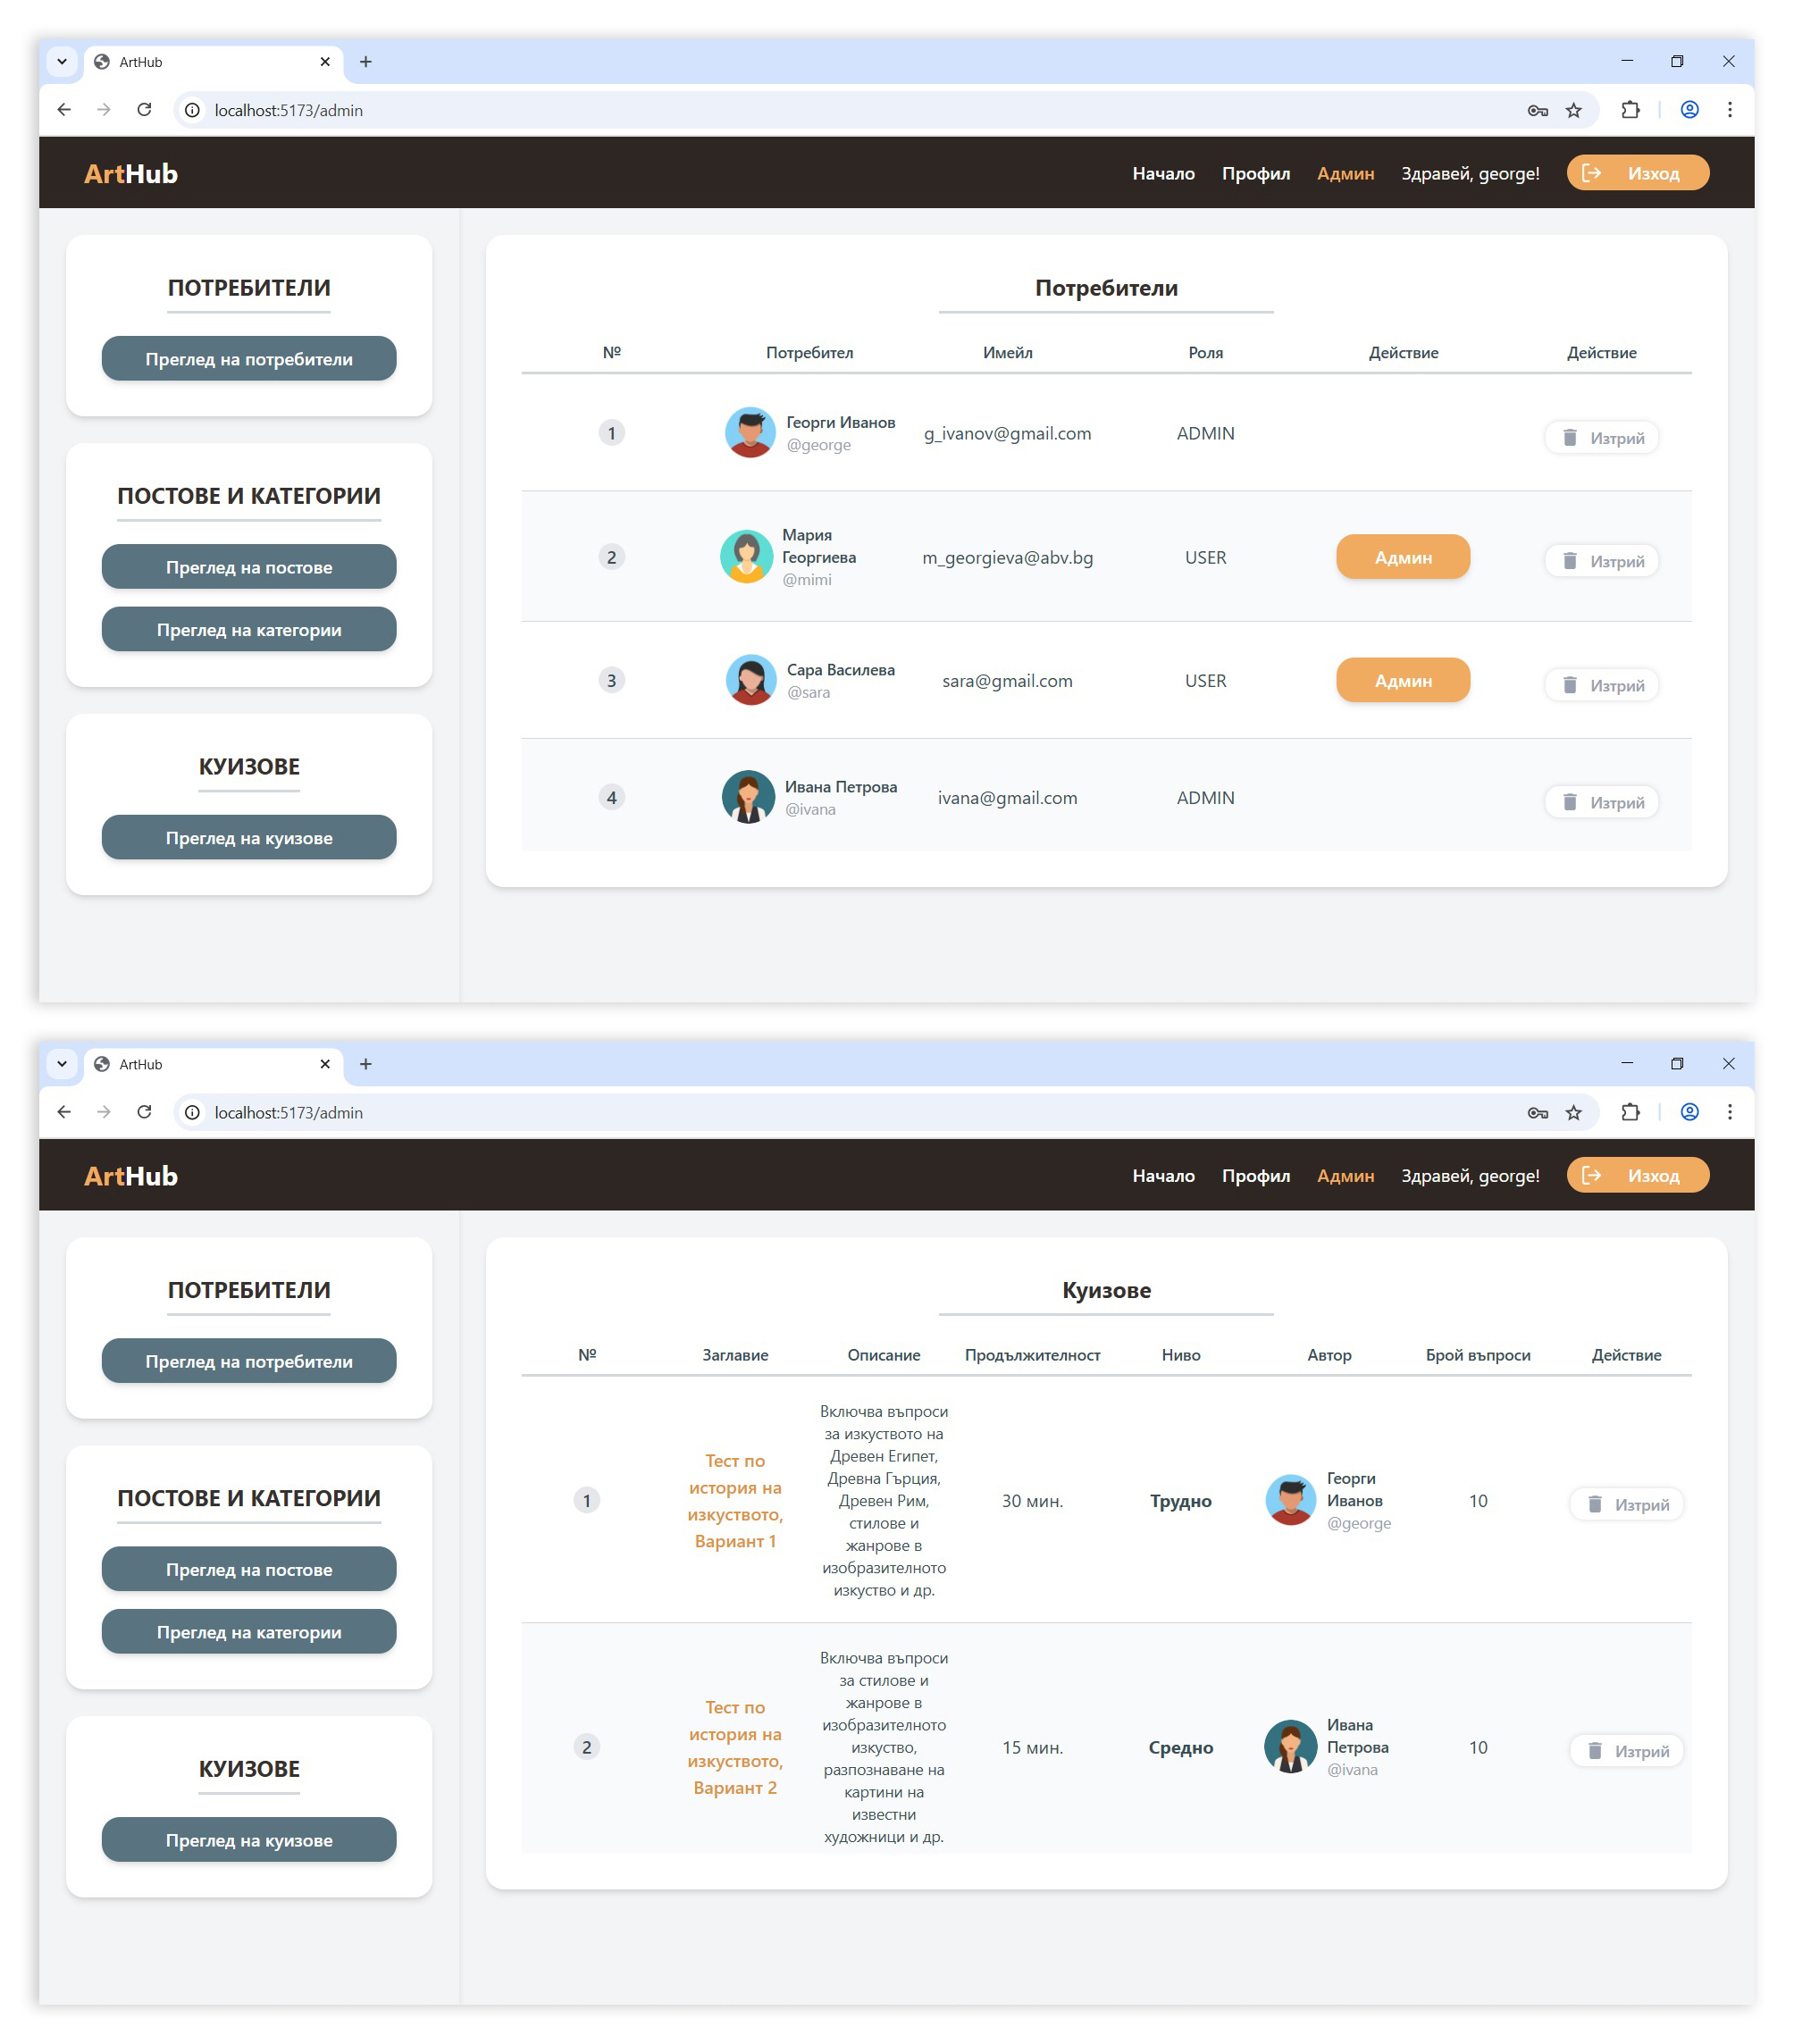 ArtHub
localhost:5173/admin
ArtHub Начало Профил Админ Здравей, george! Изход
ПОТРЕБИТЕЛИ
Преглед на потребители
ПОСТОВЕ И КАТЕГОРИИ
Преглед на постове
Преглед на категории
КУИЗОВЕ
Преглед на куизове
Потребители
№ Потребител Имейл Роля Действие Действие
1 Георги Иванов @george g_ivanov@gmail.com ADMIN Изтрий
2 Мария Георгиева @mimi m_georgieva@abv.bg USER Админ Изтрий
3 Сара Василева @sara sara@gmail.com USER Админ Изтрий
4 Ивана Петрова @ivana ivana@gmail.com ADMIN Изтрий
ArtHub
localhost:5173/admin
ArtHub Начало Профил Админ Здравей, george! Изход
ПОТРЕБИТЕЛИ
Преглед на потребители
ПОСТОВЕ И КАТЕГОРИИ
Преглед на постове
Преглед на категории
КУИЗОВЕ
Преглед на куизове
Куизове
№ Заглавие Описание Продължителност Ниво Автор Брой въпроси Действие
1
Тест по
история на
изкуството,
Вариант 1
Включва въпроси
за изкуството на
Древен Египет,
Древна Гърция,
Древен Рим,
стилове и
жанрове в
изобразителното
изкуство и др.
30 мин.
Трудно
Георги
Иванов
@george
10
Изтрий
2
Тест по
история на
изкуството,
Вариант 2
Включва въпроси
за стилове и
жанрове в
изобразителното
изкуство,
разпознаване на
картини на
известни
художници и др.
15 мин.
Средно
Ивана
Петрова
@ivana
10
Изтрий